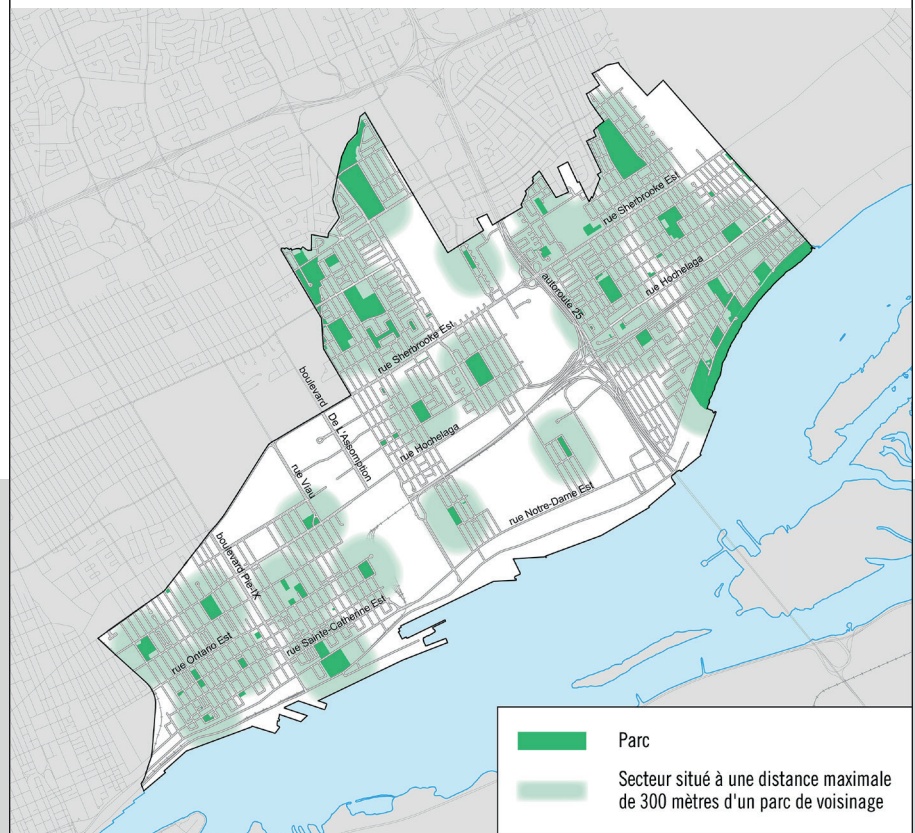 rue Sherbrooke Est
rue Hochelaga
autoroute 25
rue Sherbrooke Est
boulevard De L'Assomption
rue Hochelaga
rue Viau
rue Notre-Dame Est
boulevard Pie-IX
rue Sainte-Catherine Est
rue Ontario Est
Parc
Secteur situé à une distance maximale
de 300 mètres d'un parc de voisinage